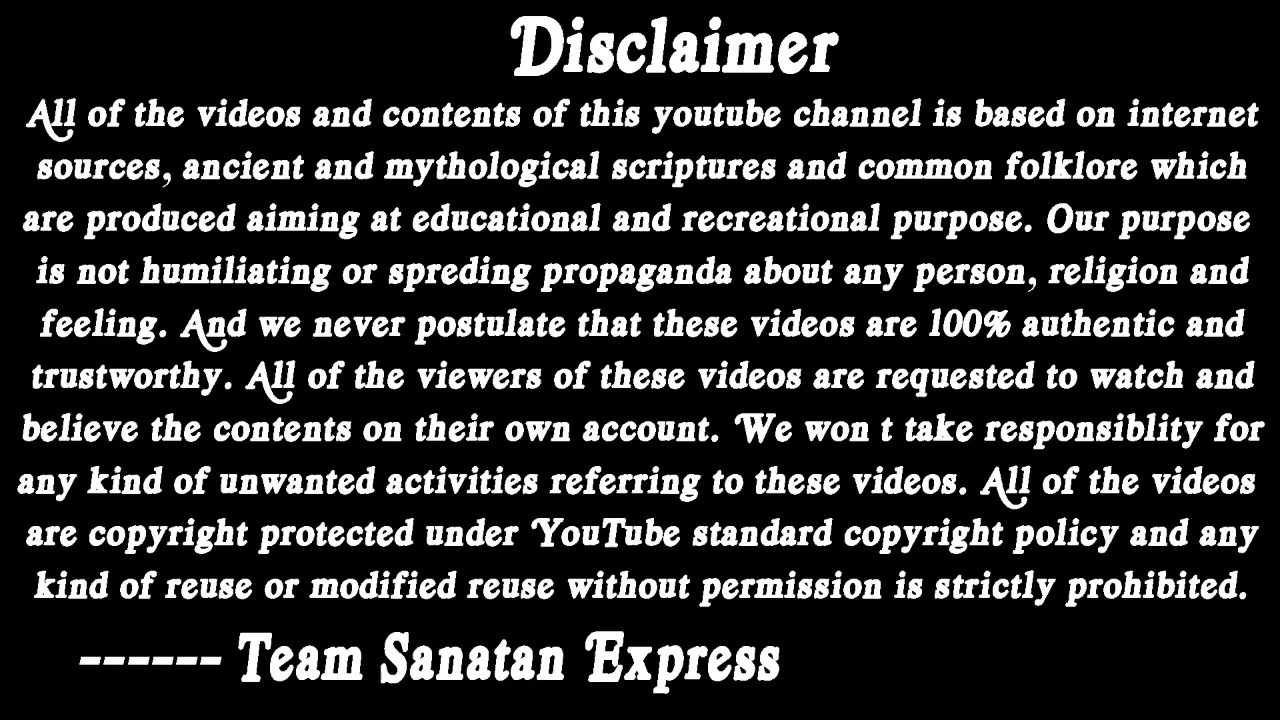 Disclaimer
All of the videos and contents of this youtube channel is based on internet
sources, ancient and mythological scriptures and common folklore which
are produced aiming at educational and recreational purpose. Our purpose
is not humiliating or spreding propaganda about any person, religion and
feeling. And we never postulate that these videos are 100% authentic and
trustworthy. All of the viewers of these videos are requested to watch and
believe the contents on their own account. We won t take responsiblity for
any kind of unwanted activities referring to these videos. All of the videos
are copyright protected under YouTube standard copyright policy and any
kind of reuse or modified reuse without permission is strictly prohibited.
------ Team Sanatan Express